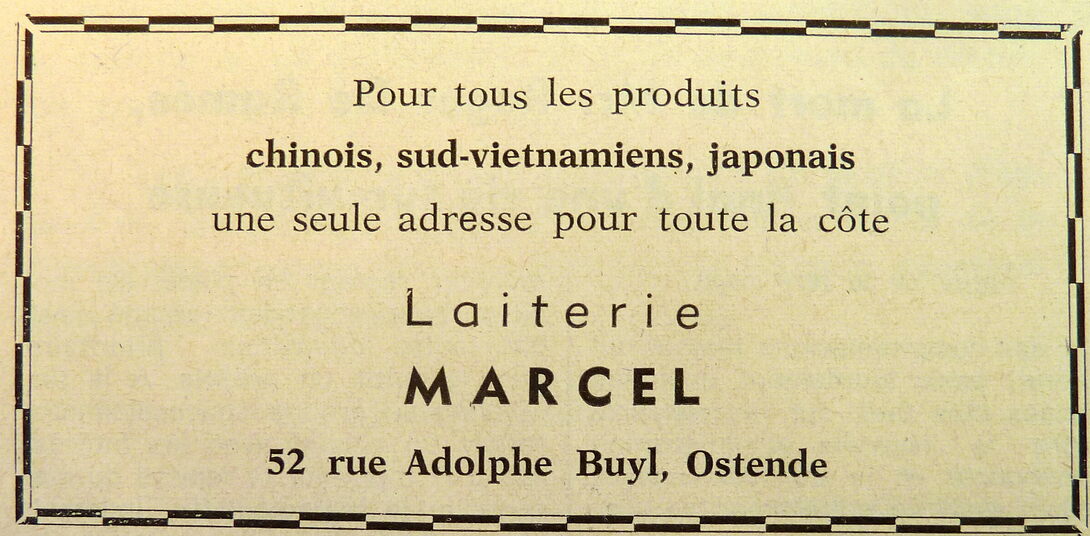 Pour tous les produits
chinois, sud-vietnamiens, japonais
une seule adresse pour toute la côte
Laiterie
MARCEL
52 rue Adolphe Buyl, Ostende